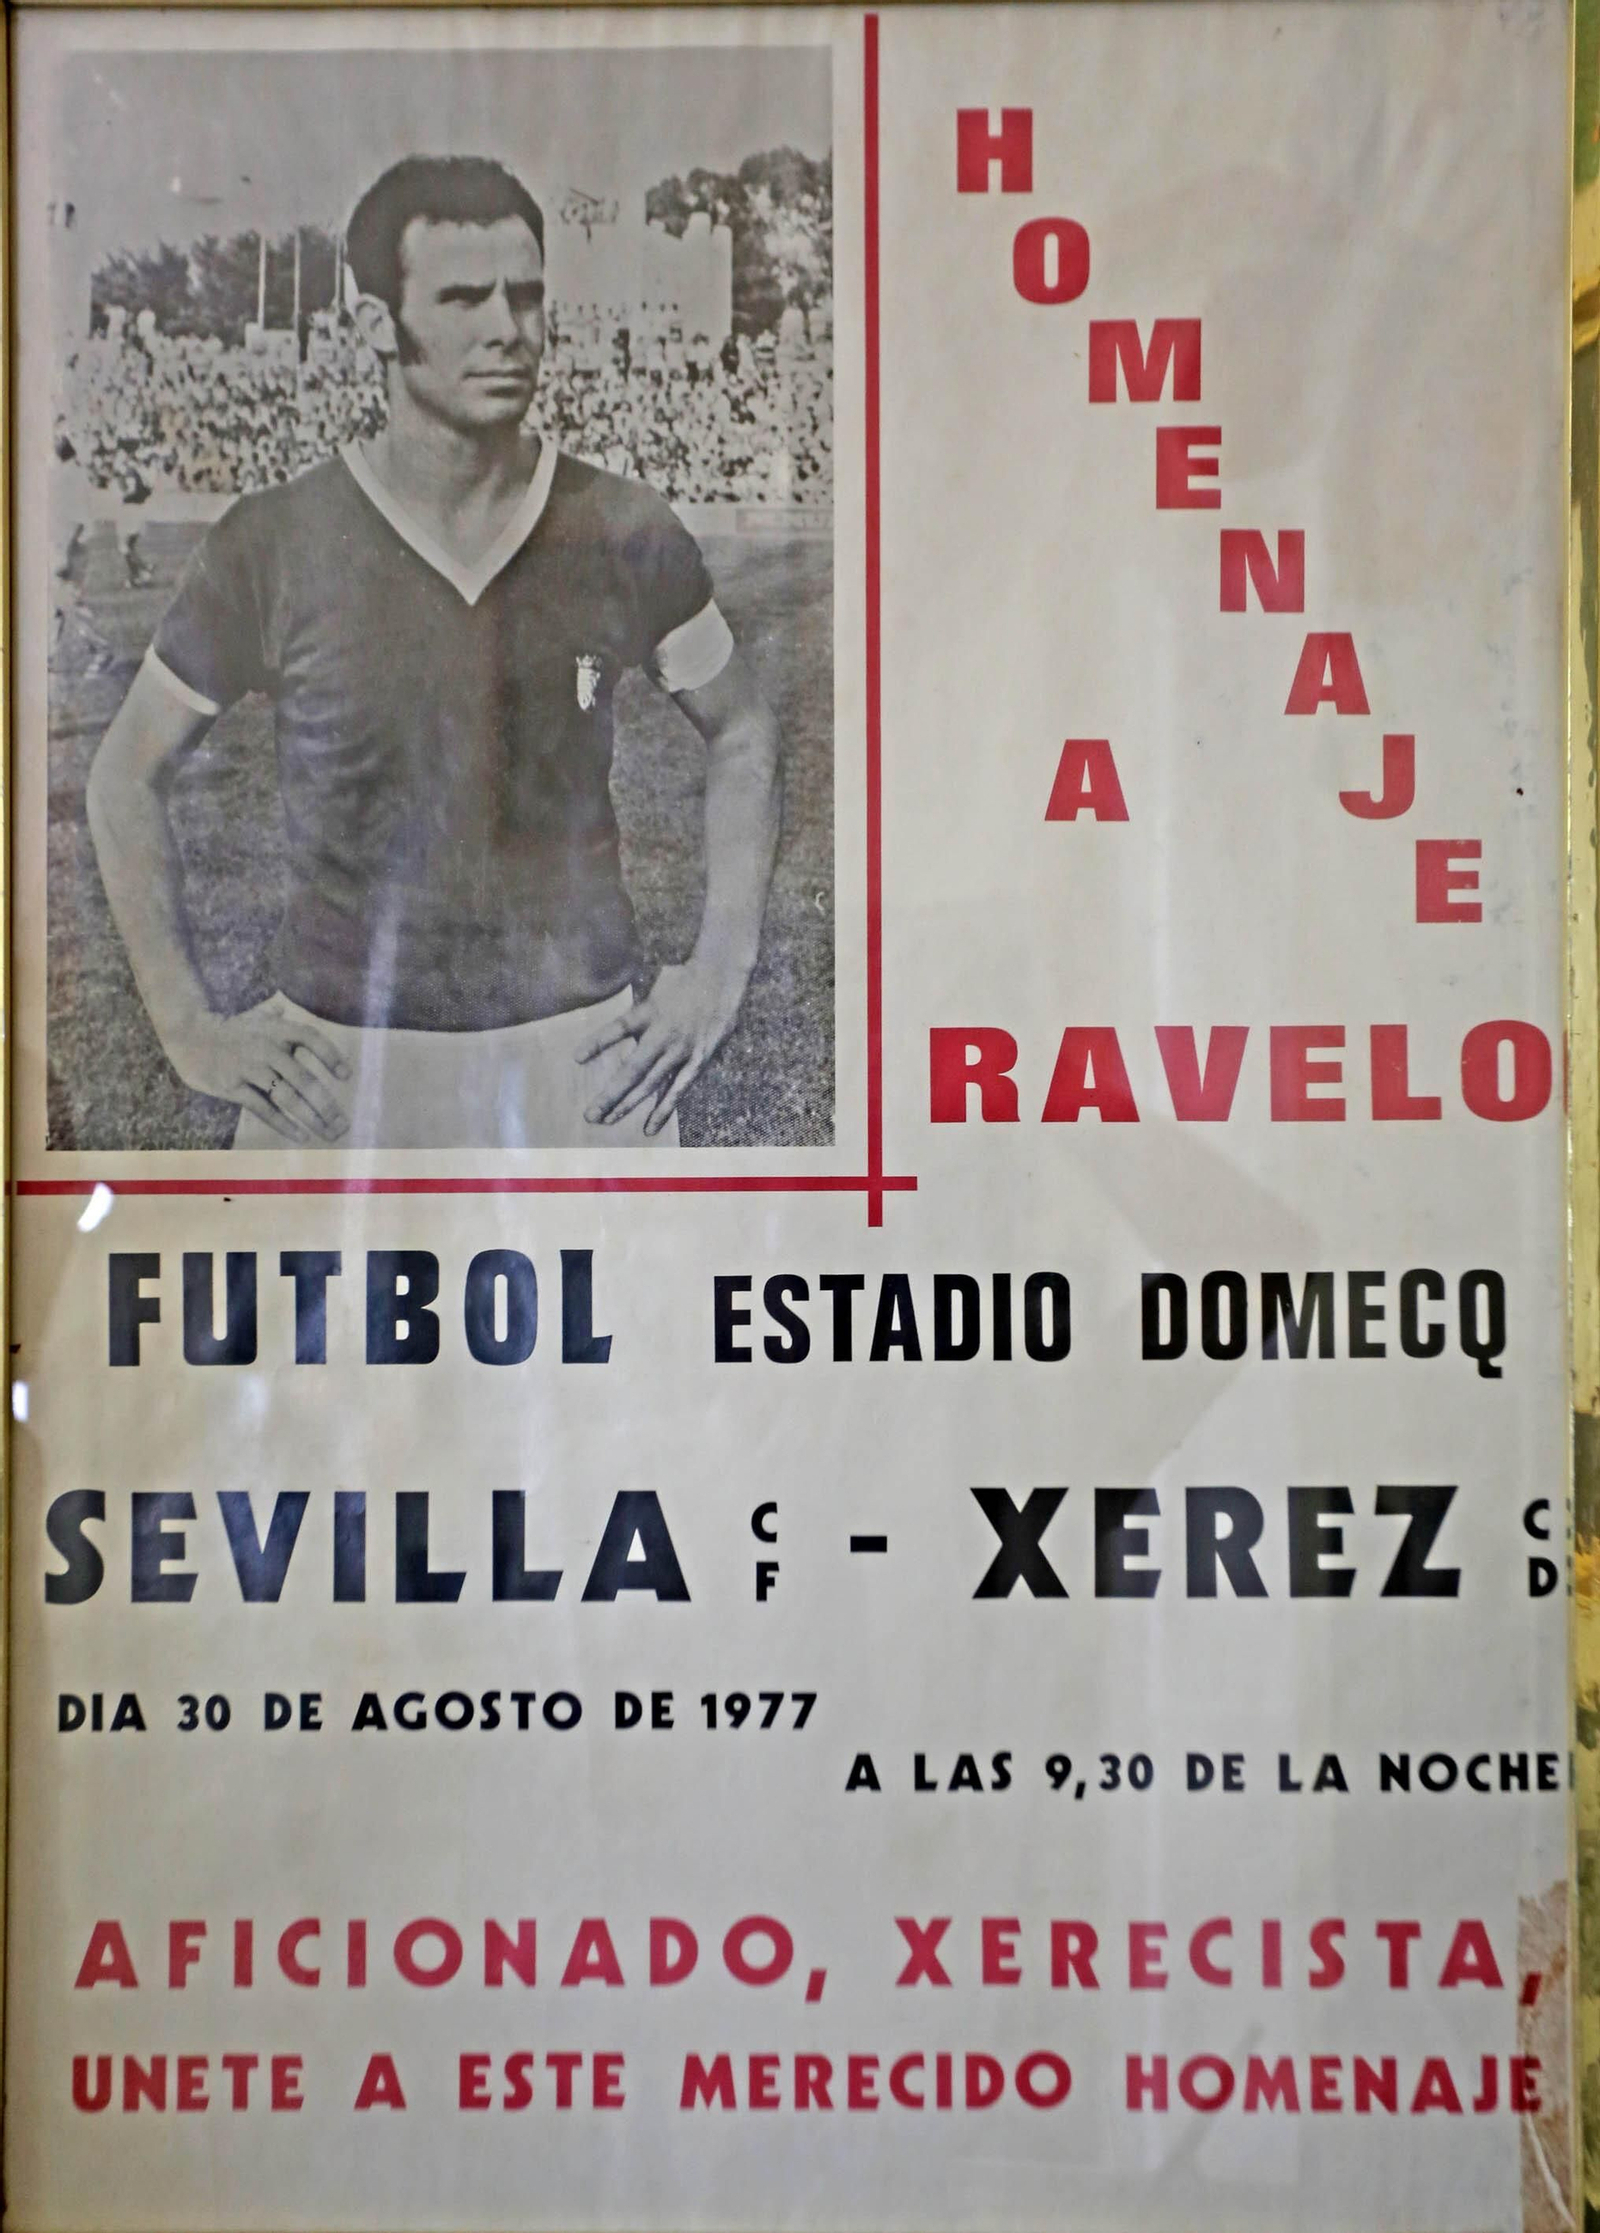 HOMENAJE
A
RAVELO
FUTBOL ESTADIO DOMECQ
SEVILLA CF - XEREZ CD
DIA 30 DE AGOSTO DE 1977
A LAS 9,30 DE LA NOCHE
AFICIONADO, XERECISTA,
UNETE A ESTE MERECIDO HOMENAJE